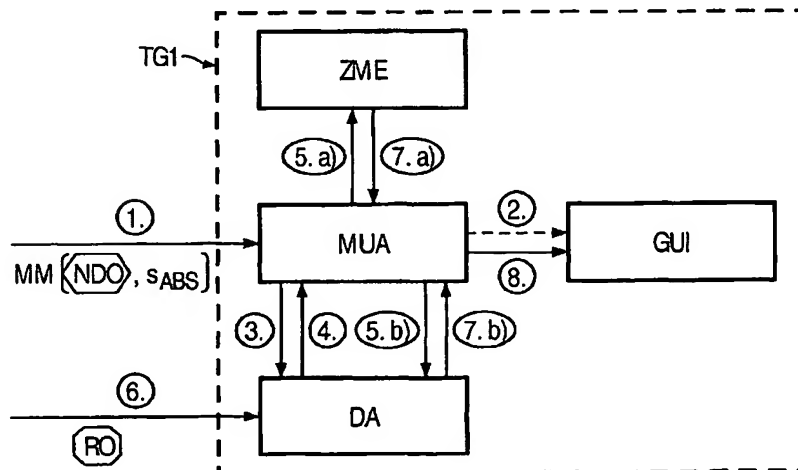 TG1
ZME
5. a)
7. a)
1.
2.
MUA
GUI
MM [NDO, sABS]
8.
3.
4.
5. b)
7. b)
6.
DA
RO